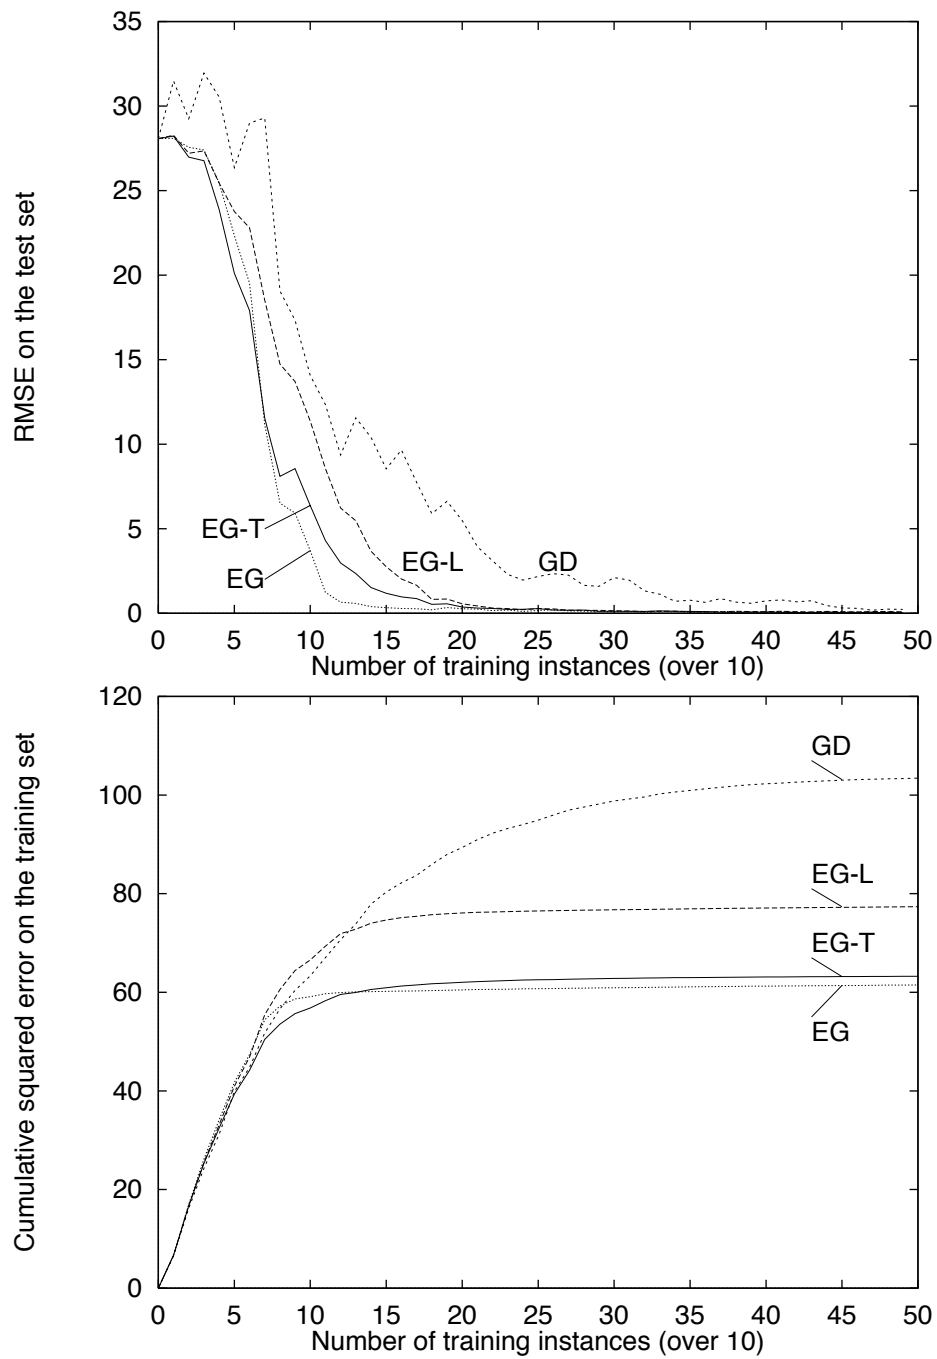 35
30
25
20
15
10
5
0
RMSE on the test set
EG-T
EG
EG-L
GD
0 5 10 15 20 25 30 35 40 45 50
Number of training instances (over 10)
120
100
80
60
40
20
0
Cumulative squared error on the training set
GD
EG-L
EG-T
EG
0 5 10 15 20 25 30 35 40 45 50
Number of training instances (over 10)